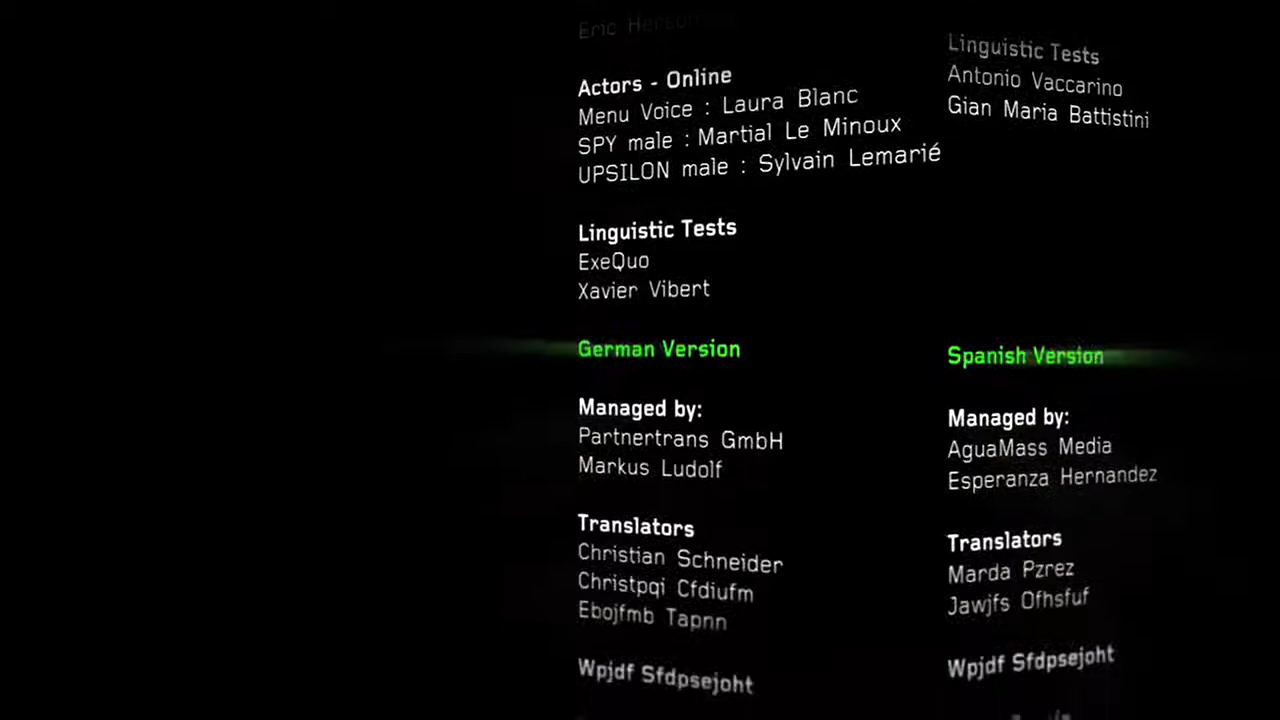 Actors - Online
Menu Voice : Laura Blanc
SPY male : Martial Le Minoux
UPSILON male : Sylvain Lemarié
Linguistic Tests
ExeQuo
Xavier Vibert
German Version
Managed by:
Partnertrans GmbH
Markus Ludolf
Translators
Christian Schneider
Christpqi Cfdiufm
Ebojfmb Tapnn
Wpjdf Sfdpsejoht
Linguistic Tests
Antonio Vaccarino
Gian Maria Battistini
Spanish Version
Managed by:
AguaMass Media
Esperanza Hernandez
Translators
Marda Pzrez
Jawjfs Ofhsfuf
Wpjdf Sfdpsejoht